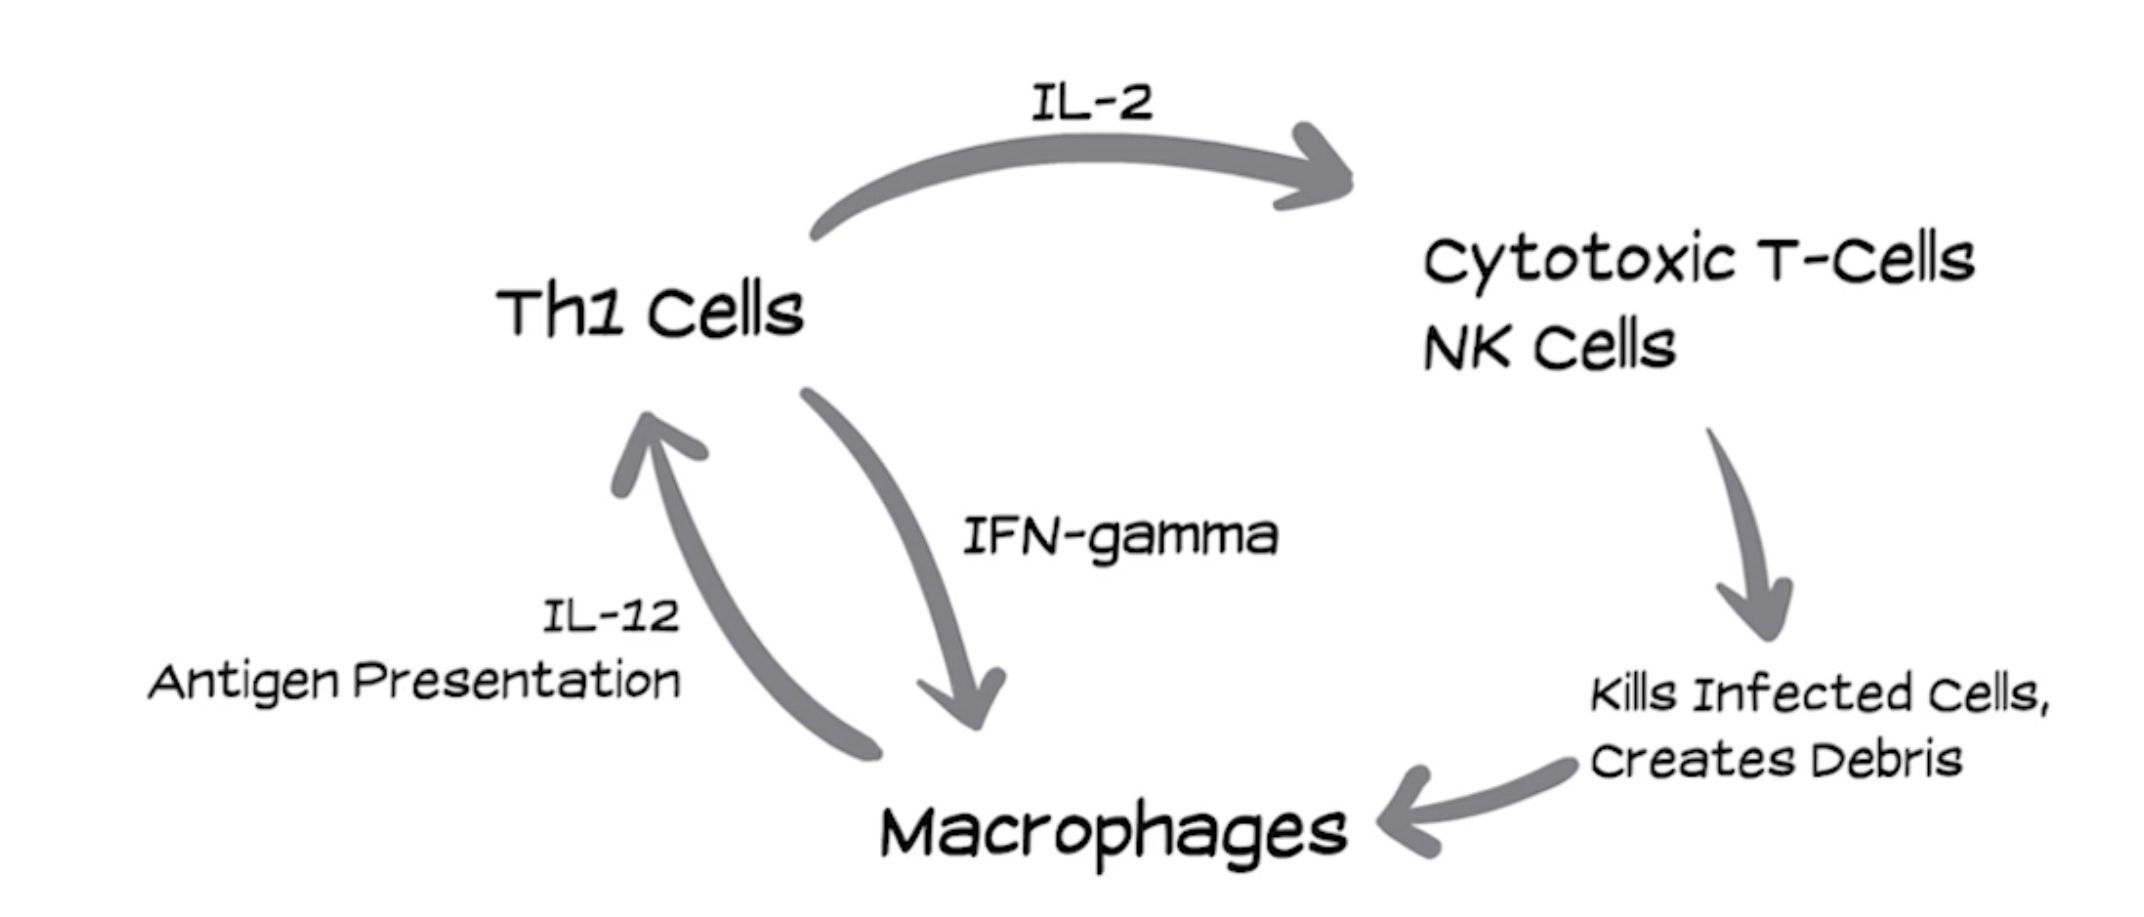 IL-2
Th1 Cells
Cytotoxic T-Cells
NK Cells
IFN-gamma
IL-12
Antigen Presentation
Kills Infected Cells,
Creates Debris
Macrophages